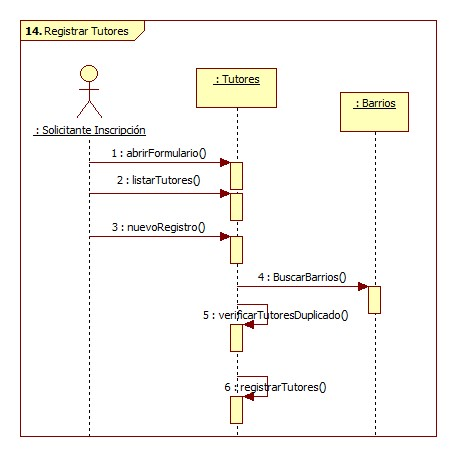 14. Registrar Tutores
: Tutores
: Barrios
: Solicitante Inscripción
1 : abrirFormulario()
2 : listarTutores()
3 : nuevoRegistro()
4 : BuscarBarrios()
5 : verificarTutoresDuplicado()
6 : registrarTutores()